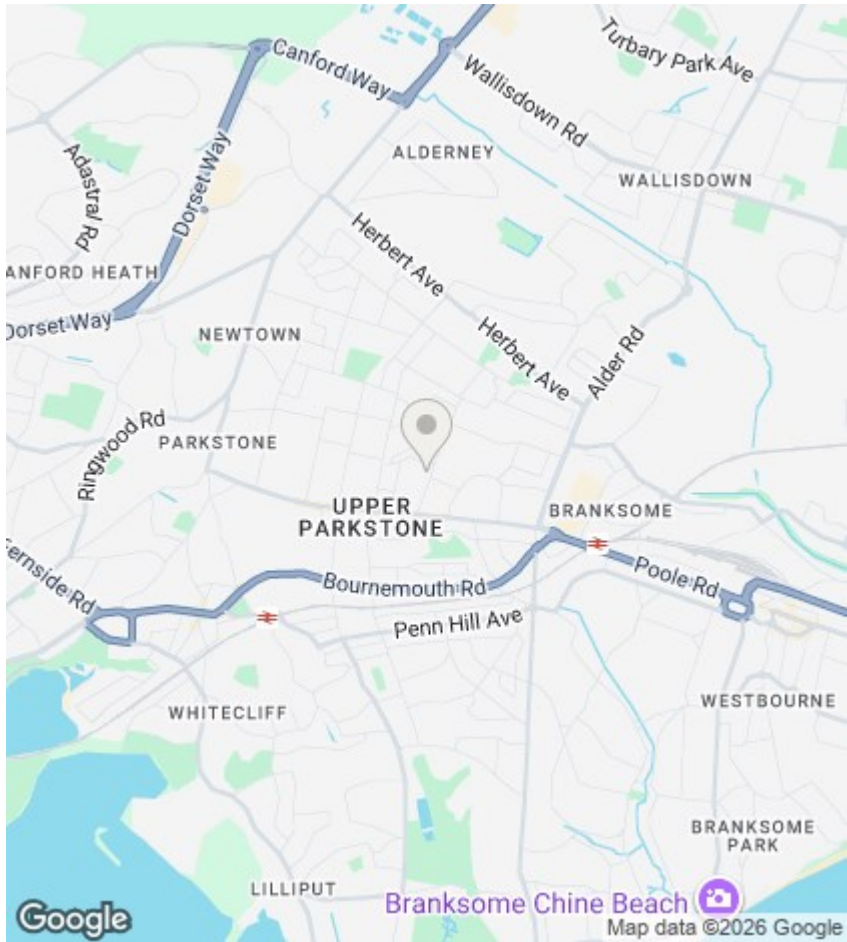 Canford Way
Turbary Park Ave
Wallisdown Rd
ALDERNEY
WALLISDOWN
Adastral Rd
Dorset Way
Herbert Ave
ANFORD HEATH
Dorset Way
NEWTOWN
Herbert Ave
Alder Rd
Ringwood Rd
PARKSTONE
UPPER
PARKSTONE
BRANKSOME
Fernside Rd
Bournemouth Rd
Poole Rd
Penn Hill Ave
WHITECLIFF
WESTBOURNE
BRANKSOME
PARK
LILLIPUT
Branksome Chine Beach
Google
Map data ©2026 Google